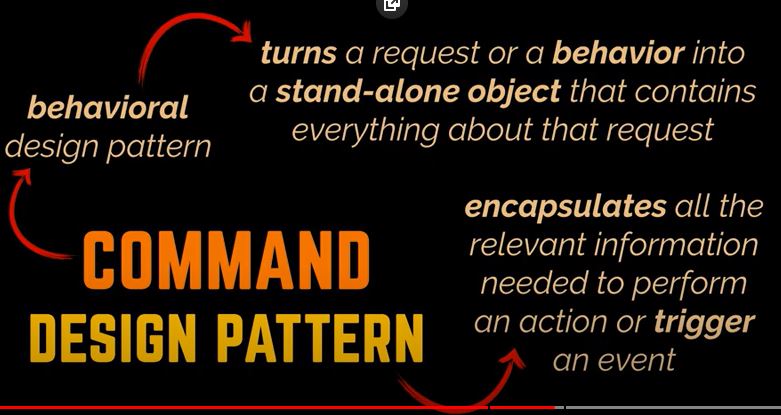 turns a request or a behavior into
a stand-alone object that contains
everything about that request
behavioral
design pattern
encapsulates all the
relevant information
needed to perform
an action or trigger
an event
COMMAND
DESIGN PATTERN